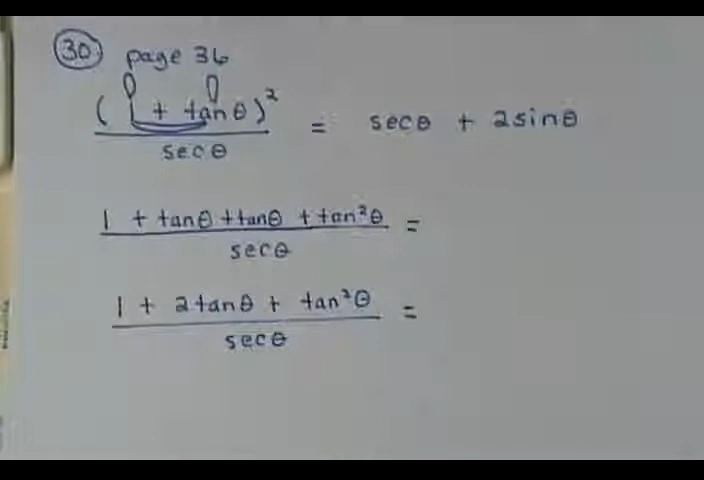 30 page 36
(1 + tanθ)² / secθ = secθ + 2sinθ
1 + tanθ + tanθ + tan²θ / secθ =
1 + 2tanθ + tan²θ / secθ =